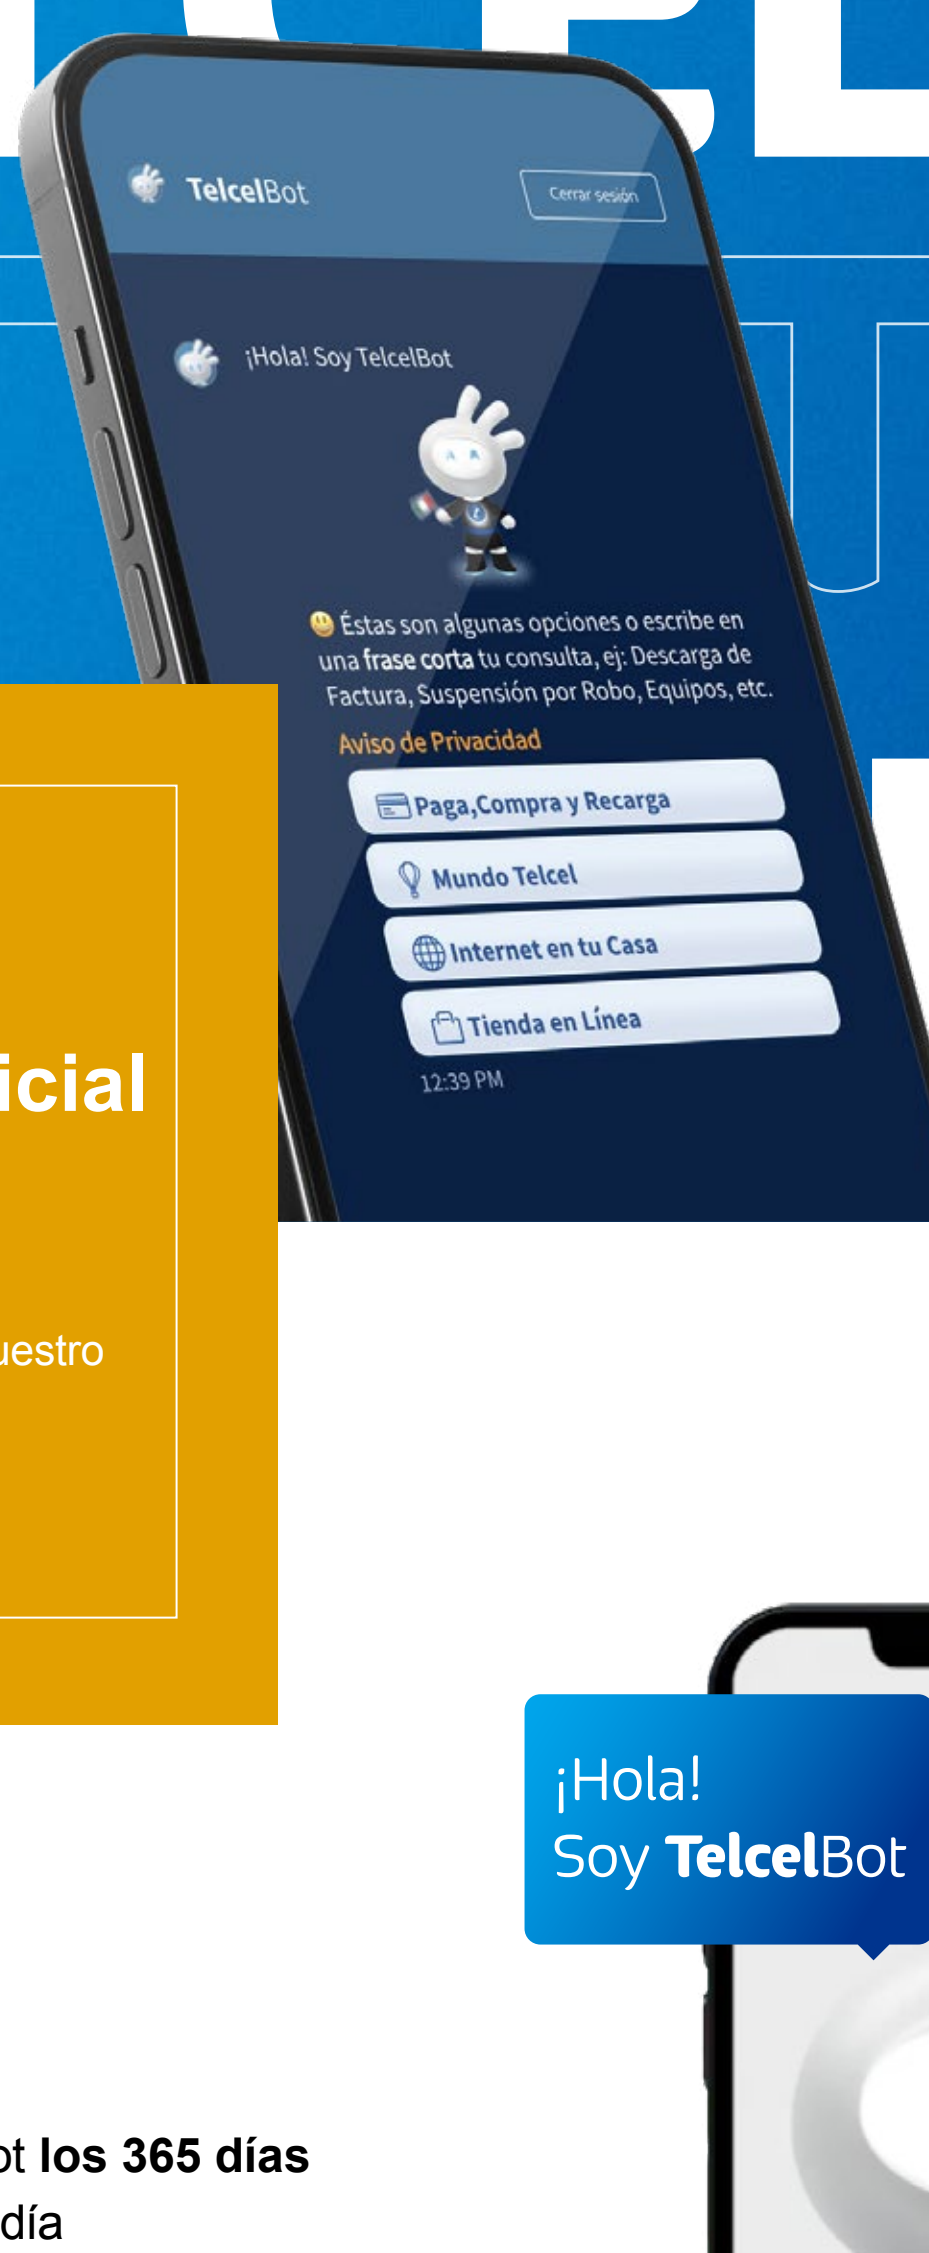 TelcelBot
Cerrar sesión
¡Hola! Soy TelcelBot
😃 Éstas son algunas opciones o escribe en
una frase corta tu consulta, ej: Descarga de
Factura, Suspensión por Robo, Equipos, etc.
Aviso de Privacidad
Paga,Compra y Recarga
Mundo Telcel
Internet en tu Casa
Tienda en Línea
12:39 PM
icial
uestro
¡Hola!
Soy TelcelBot
ot los 365 días
día